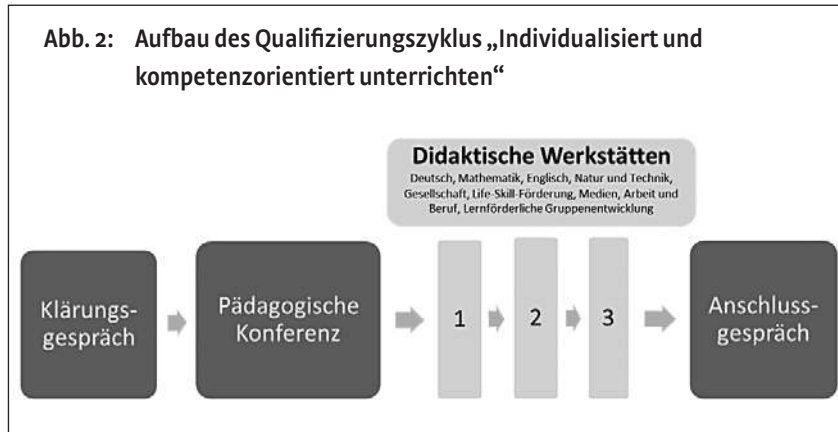 Abb. 2: Aufbau des Qualifizierungszyklus „Individualisiert und
kompetenzorientiert unterrichten“
Didaktische Werkstätten
Deutsch, Mathematik, Englisch, Natur und Technik,
Gesellschaft, Life-Skill-Förderung, Medien, Arbeit und
Beruf, Lernförderliche Gruppenentwicklung
Klärungs-
gespräch
Pädagogische
Konferenz
1
2
3
Anschluss-
gespräch